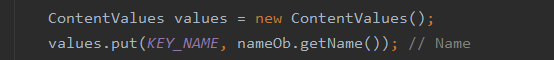 ContentValues values = new ContentValues();
values.put(KEY_NAME, nameOb.getName()); // Name